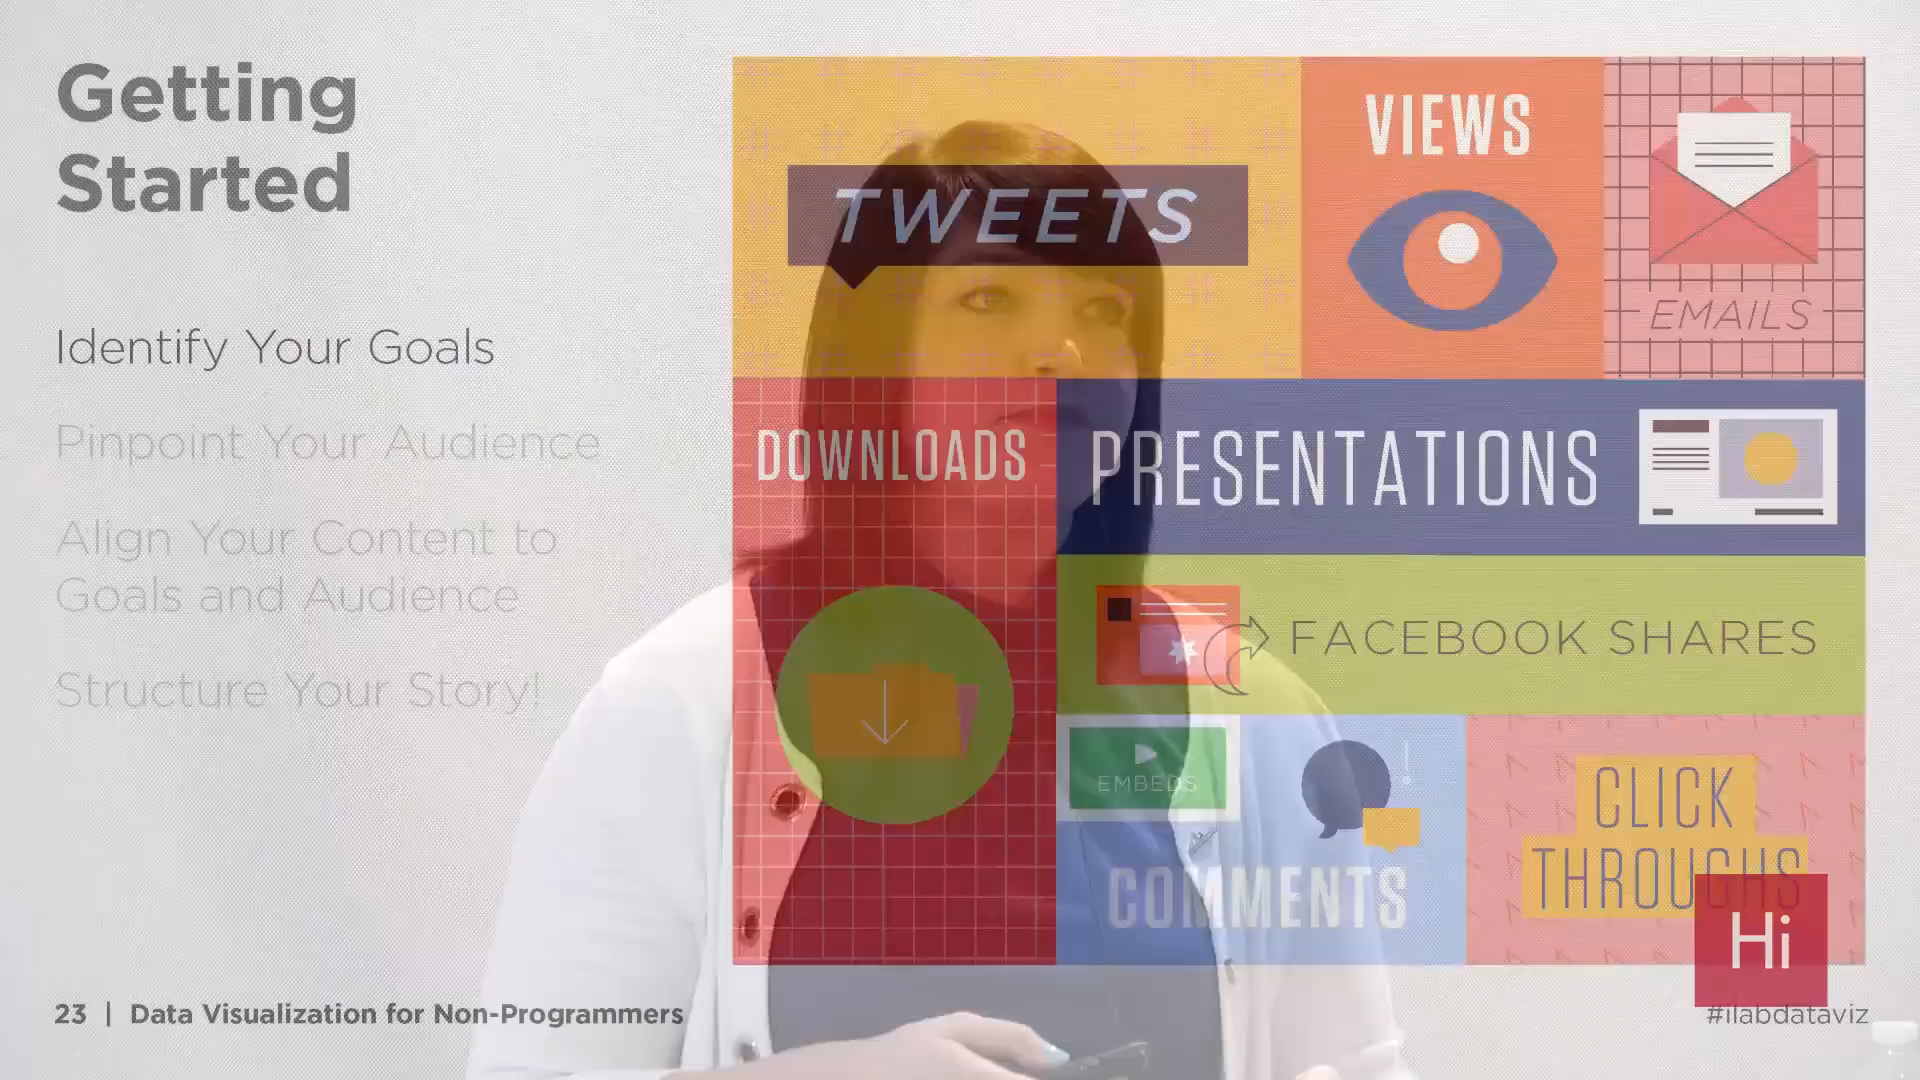 Getting
Started
Identify Your Goals
Pinpoint Your Audience
Align Your Content to
Goals and Audience
Structure Your Story!
TWEETS
VIEWS
EMAILS
DOWNLOADS
PRESENTATIONS
FACEBOOK SHARES
EMBEDS
!
COMMENTS
CLICK
THROUGHS
Hi
23 | Data Visualization for Non-Programmers
#ilabdataviz